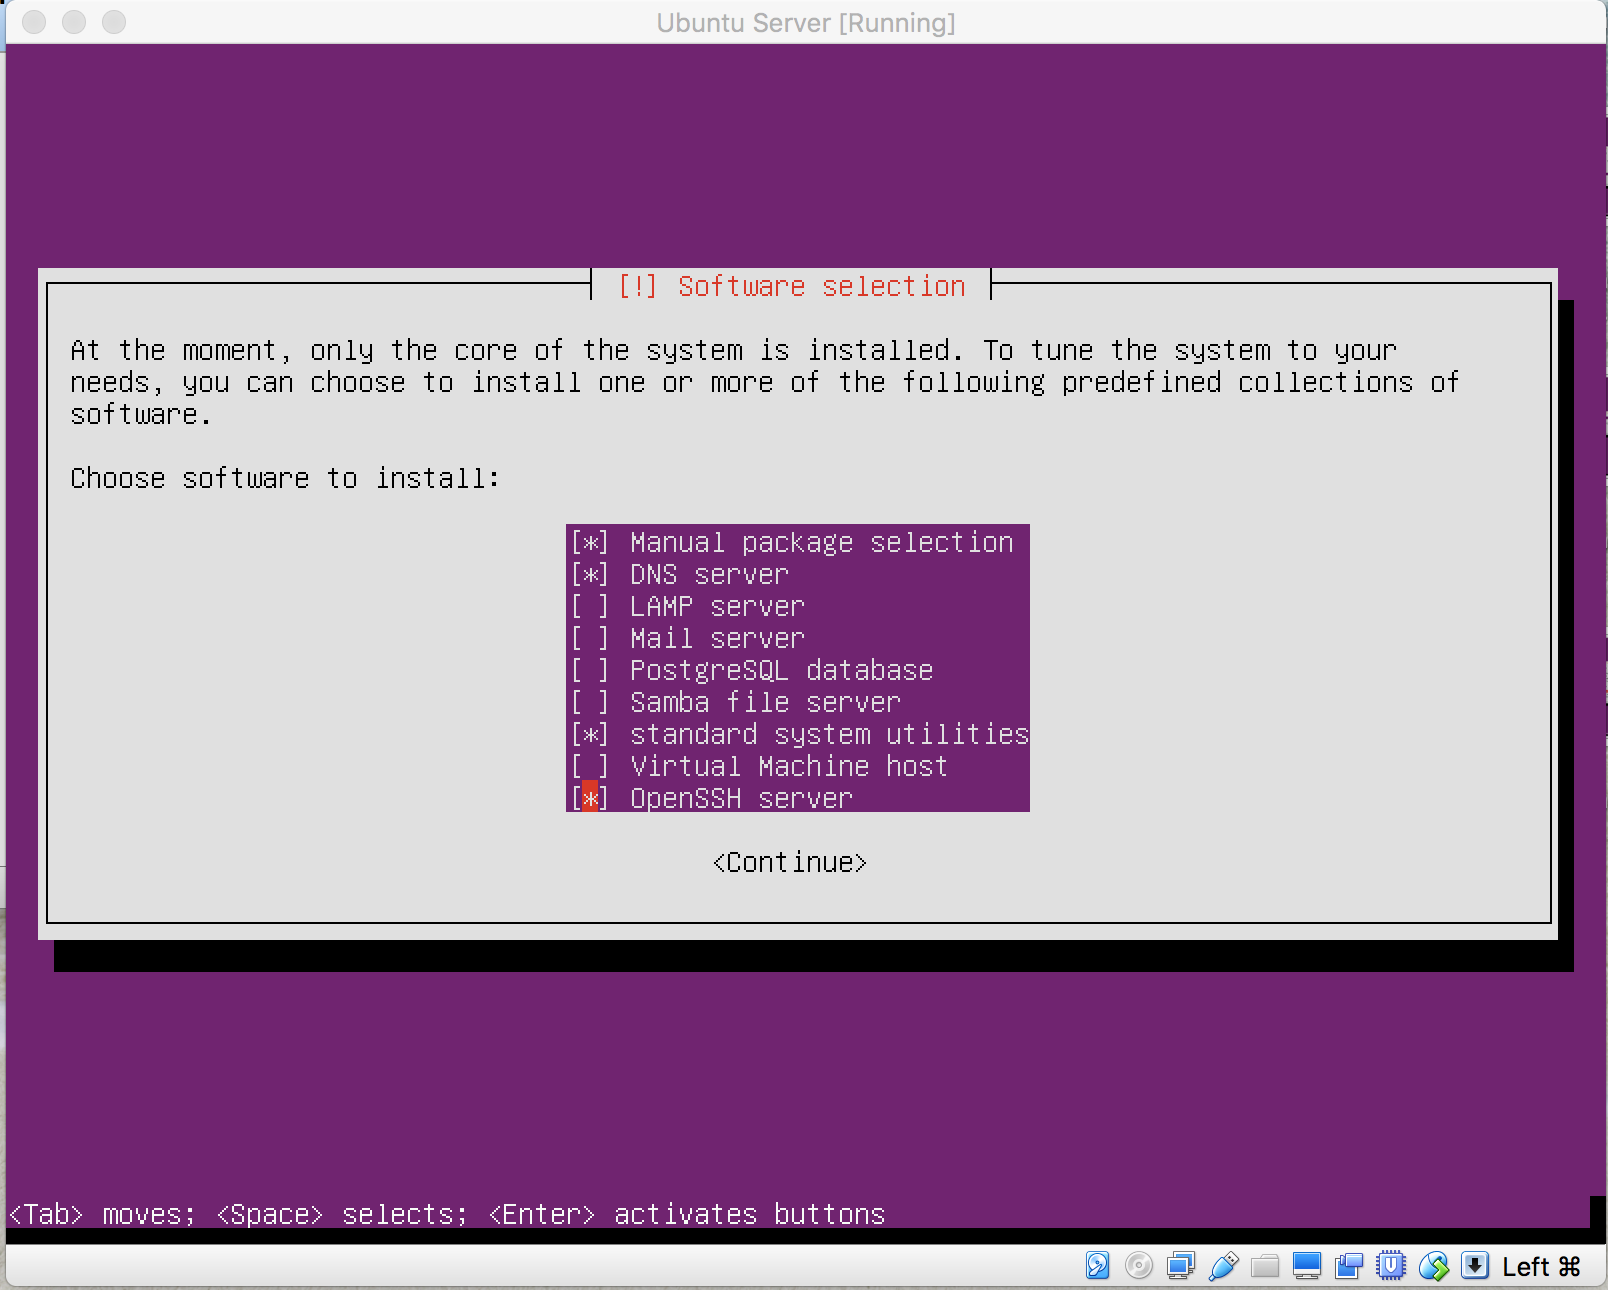 Ubuntu Server [Running]
[!] Software selection
At the moment, only the core of the system is installed. To tune the system to your
needs, you can choose to install one or more of the following predefined collections of
software.
Choose software to install:
[*] Manual package selection
[*] DNS server
[ ] LAMP server
[ ] Mail server
[ ] PostgreSQL database
[ ] Samba file server
[*] standard system utilities
[ ] Virtual Machine host
[*] OpenSSH server
<Continue>
<Tab> moves; <Space> selects; <Enter> activates buttons
Left ⌘